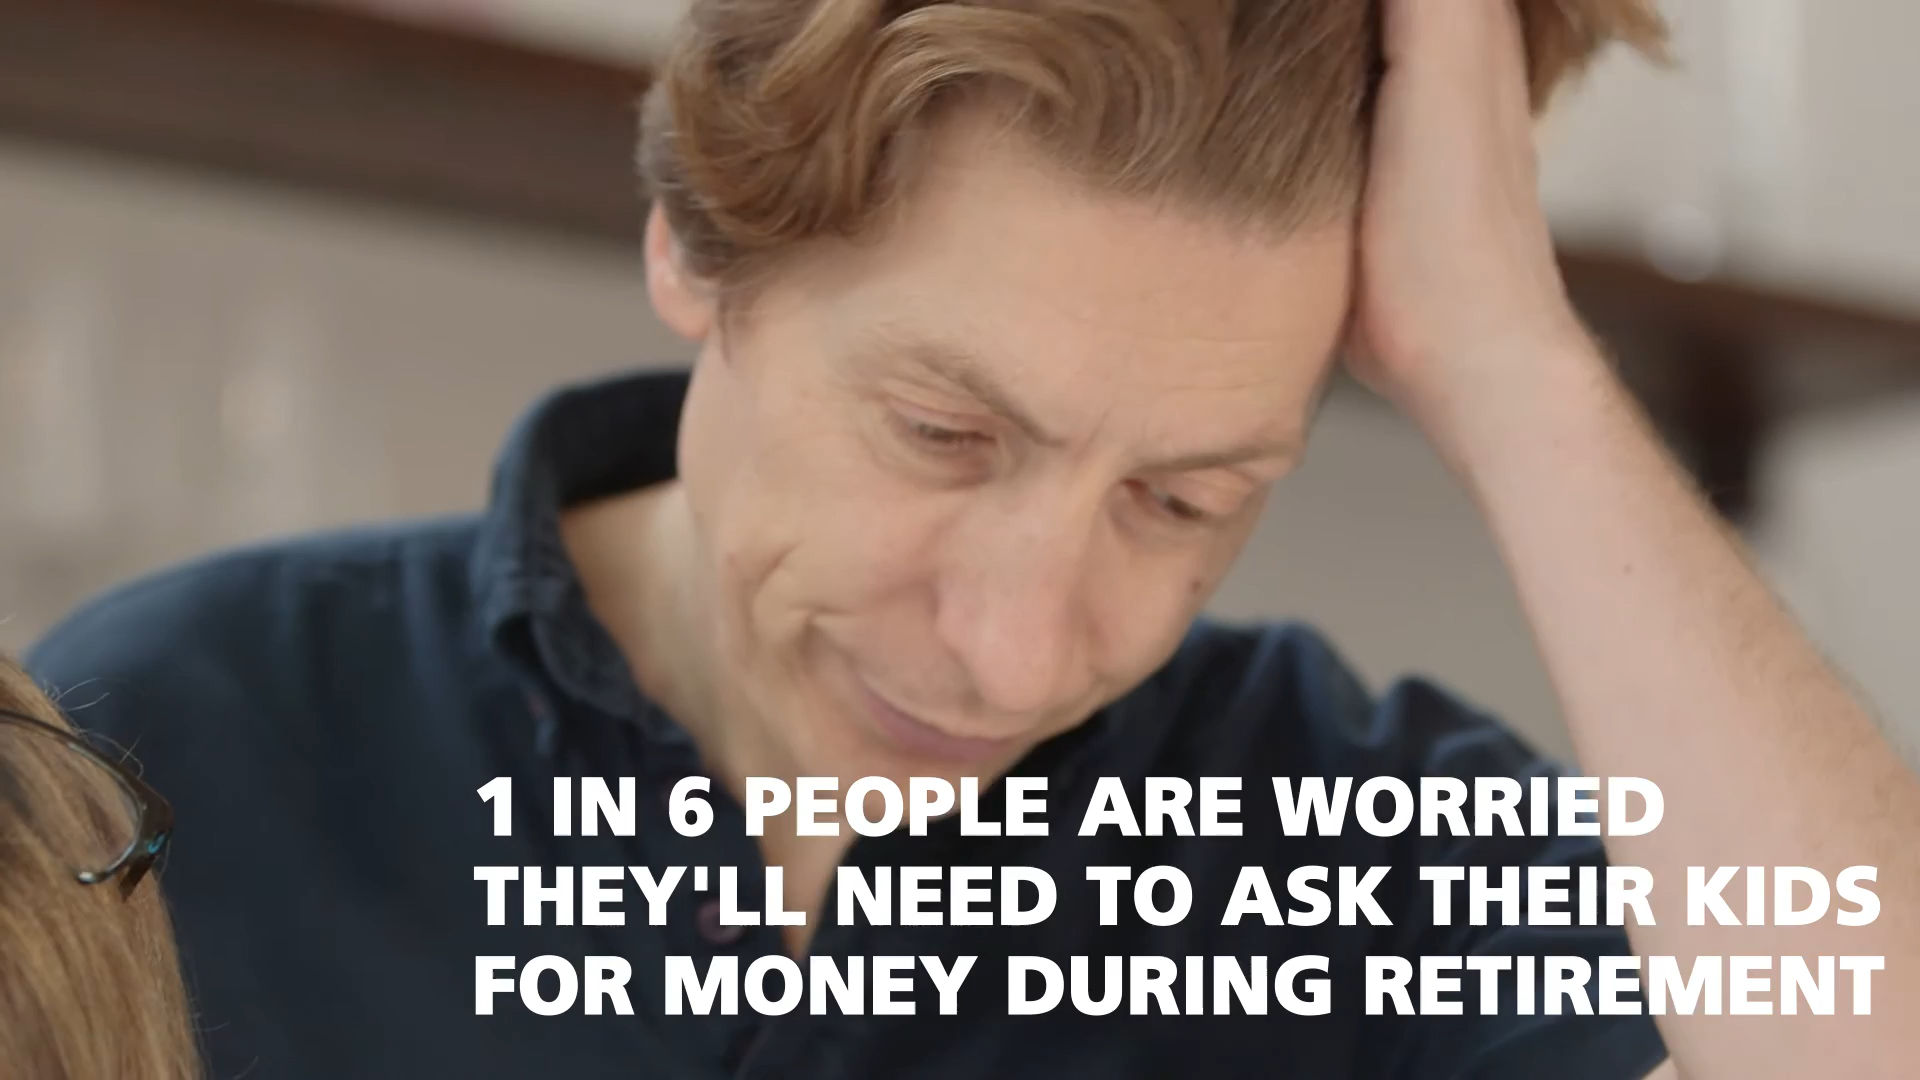 1 IN 6 PEOPLE ARE WORRIED
THEY'LL NEED TO ASK THEIR KIDS
FOR MONEY DURING RETIREMENT